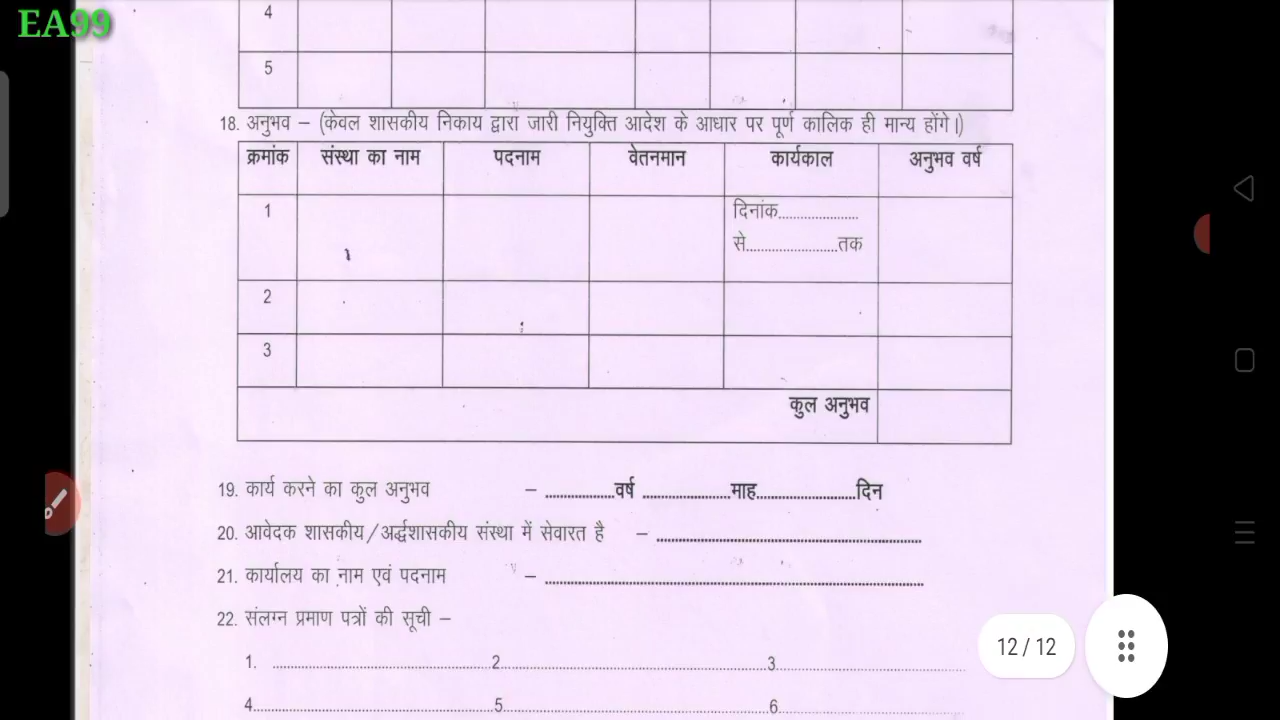 EA99
4
5
18. अनुभव – (केवल शासकीय निकाय द्वारा जारी नियुक्ति आदेश के आधार पर पूर्ण कालिक ही मान्य होंगे।)
क्रमांक संस्था का नाम पदनाम वेतनमान कार्यकाल अनुभव वर्ष
1 दिनांक....................
से.......................तक
2
3
कुल अनुभव
19. कार्य करने का कुल अनुभव – .................वर्ष ......................माह.........................दिन
20. आवेदक शासकीय/अर्द्धशासकीय संस्था में सेवारत है – ..................................................................
21. कार्यालय का नाम एवं पदनाम – ...............................................................................................
22. संलग्न प्रमाण पत्रों की सूची –
1. .......................................................2.....................................................................3................................................
4.............................................................5.....................................................................6................................................
12 / 12